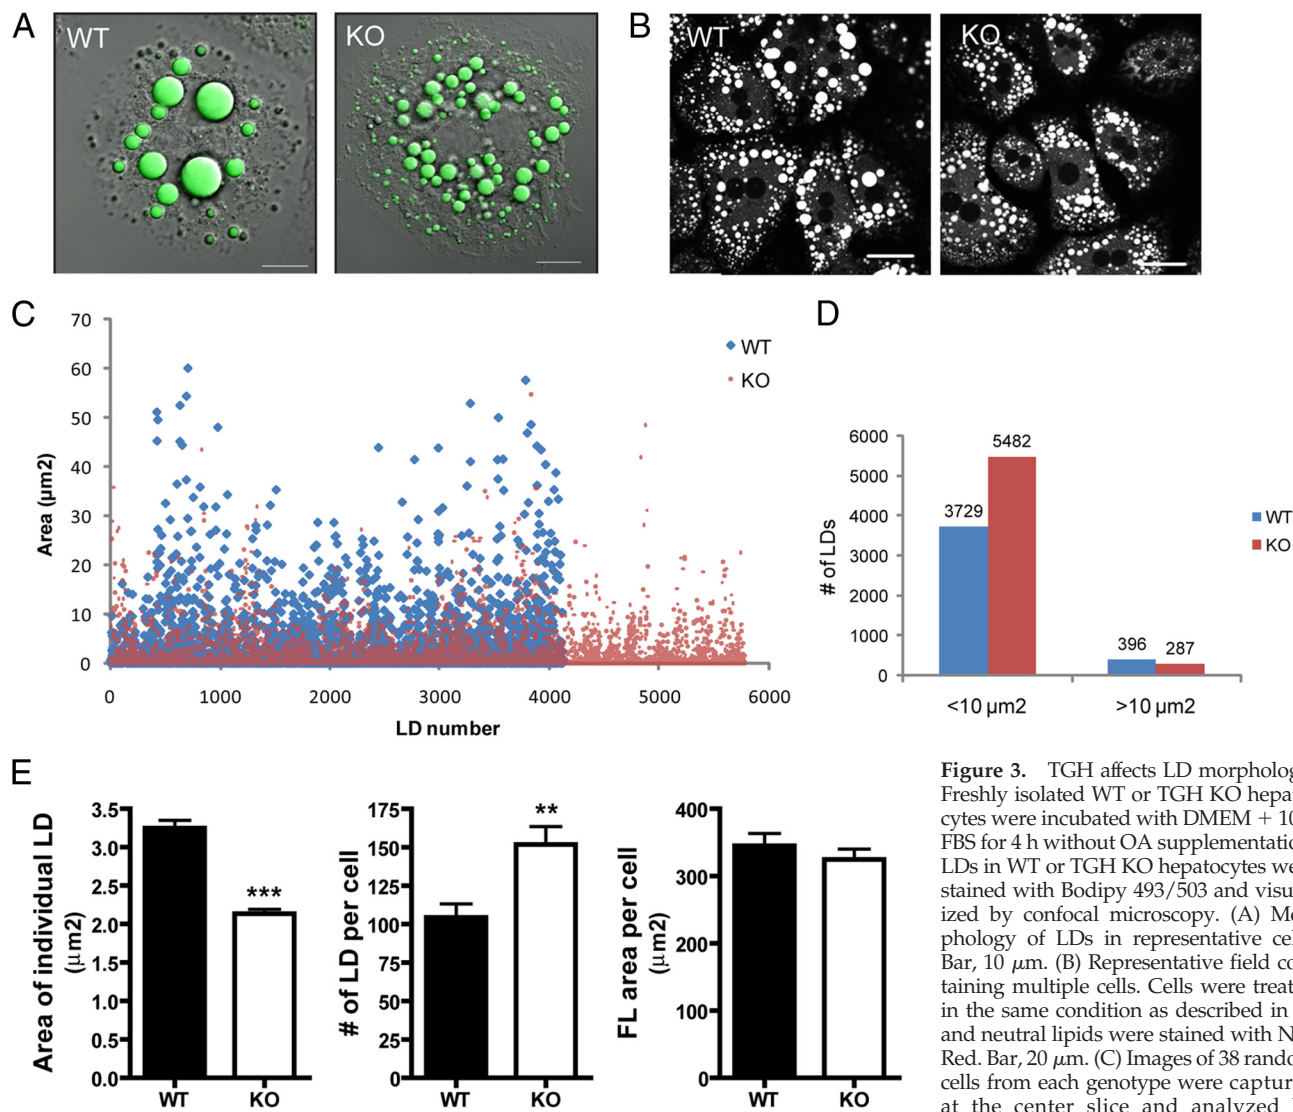 A
WT
KO
B
WT
KO
C
70
60
50
40
30
20
10
0
Area (µm2)
0 1000 2000 3000 4000 5000 6000
LD number
WT
KO
D
6000
5000
4000
3000
2000
1000
0
# of LDs
3729
5482
396
287
<10 µm2
>10 µm2
WT
KO
E
Area of individual LD
(µm2)
3.5
3.0
2.5
2.0
1.5
1.0
0.5
0.0
***
WT KO
# of LD per cell
175
150
125
100
75
50
25
0
**
WT KO
FL area per cell
(µm2)
400
300
200
100
0
WT KO
Figure 3. TGH affects LD morpholog
Freshly isolated WT or TGH KO hepat
cytes were incubated with DMEM + 10
FBS for 4 h without OA supplementatio
LDs in WT or TGH KO hepatocytes we
stained with Bodipy 493/503 and visu
ized by confocal microscopy. (A) Mo
phology of LDs in representative cel
Bar, 10 µm. (B) Representative field co
taining multiple cells. Cells were treat
in the same condition as described in
and neutral lipids were stained with N
Red. Bar, 20 µm. (C) Images of 38 rando
cells from each genotype were captur
at the center slice and analyzed